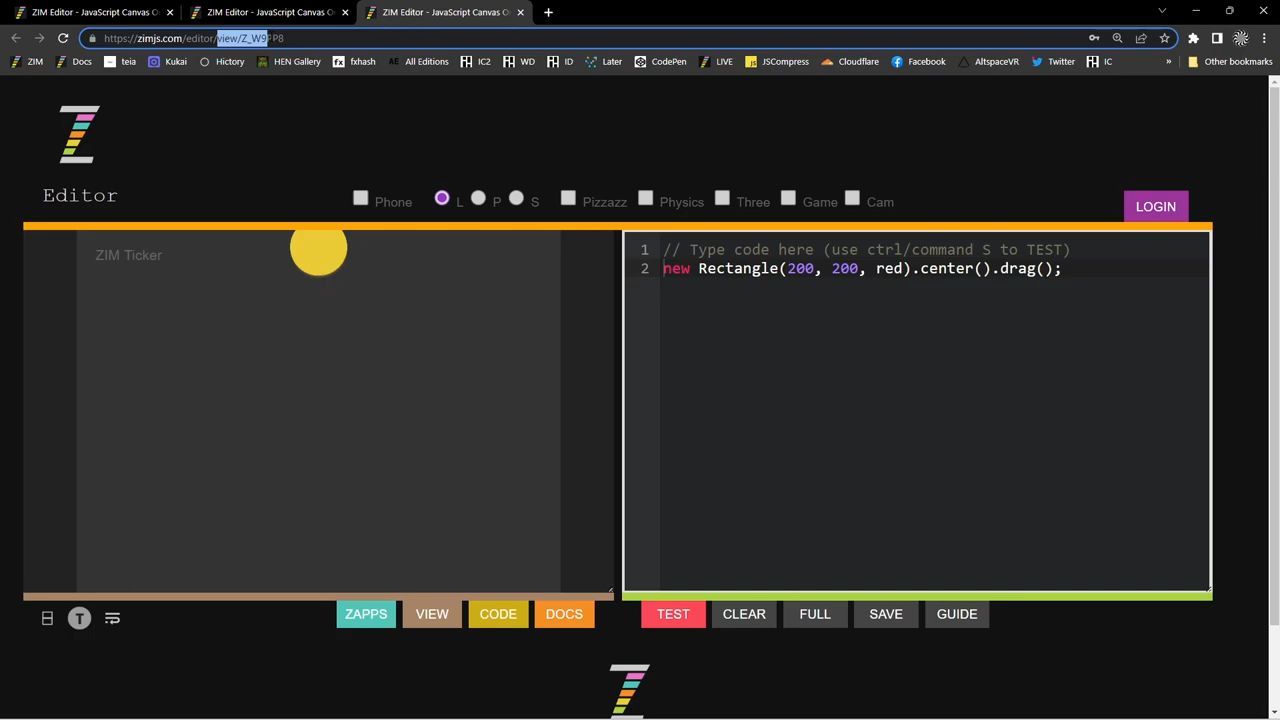 ZIM Editor - JavaScript Canvas O
ZIM Editor - JavaScript Canvas O
ZIM Editor - JavaScript Canvas O
https://zimjs.com/editor/view/Z_W9PP8
ZIM
Docs
teia
Kukai
Hictory
HEN Gallery
fxhash
All Editions
IC2
WD
ID
Later
CodePen
LIVE
JSCompress
Cloudflare
Facebook
AltspaceVR
Twitter
IC
»
Other bookmarks
Editor
Phone
L
P
S
Pizzazz
Physics
Three
Game
Cam
LOGIN
ZIM Ticker
1 // Type code here (use ctrl/command S to TEST)
2 new Rectangle(200, 200, red).center().drag();
T
ZAPPS
VIEW
CODE
DOCS
TEST
CLEAR
FULL
SAVE
GUIDE